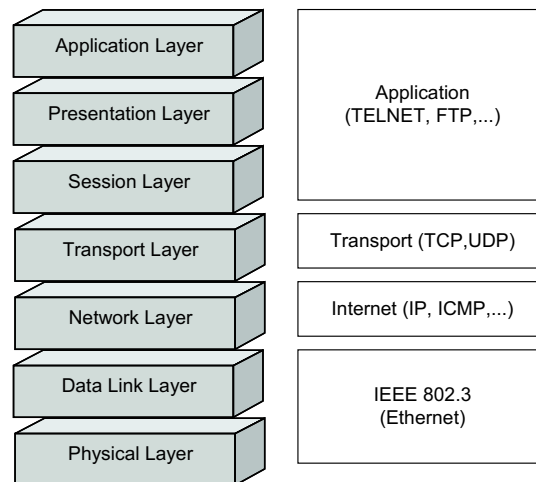 Application Layer
Presentation Layer
Session Layer
Transport Layer
Network Layer
Data Link Layer
Physical Layer
Application
(TELNET, FTP,...)
Transport (TCP,UDP)
Internet (IP, ICMP,...)
IEEE 802.3
(Ethernet)